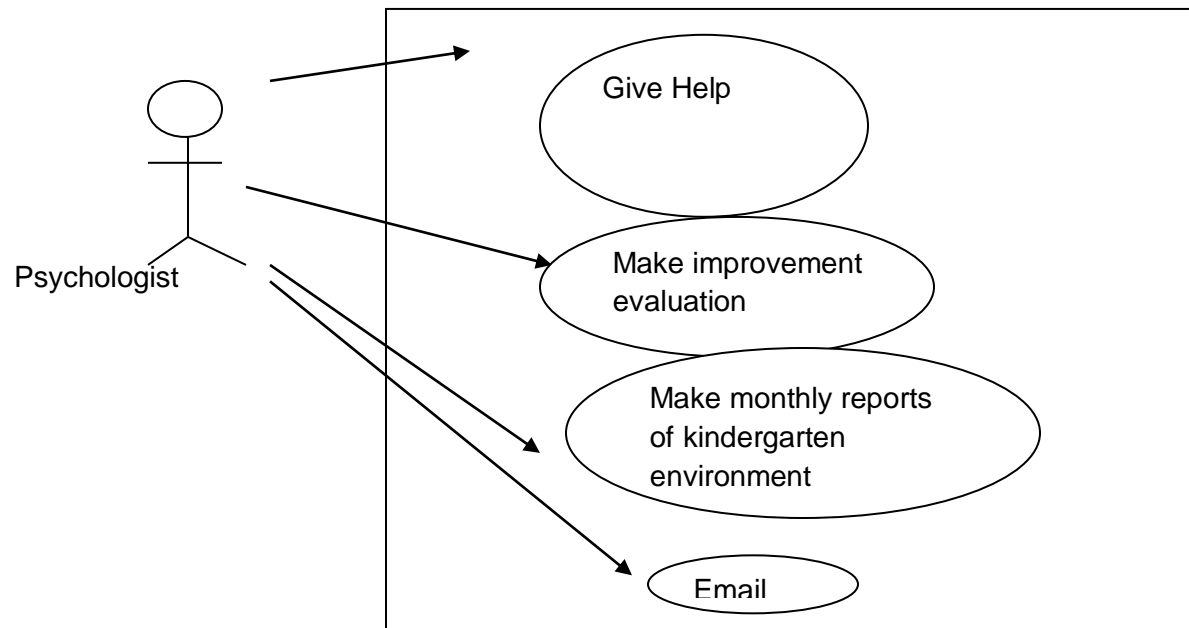 Give Help
Psychologist
Make improvement
evaluation
Make monthly reports
of kindergarten
environment
Email